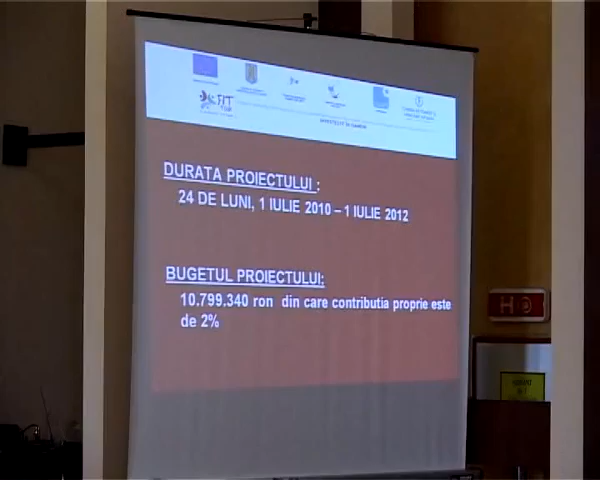 FIT
DURATA PROIECTULUI :
24 DE LUNI, 1 IULIE 2010 – 1 IULIE 2012
BUGETUL PROIECTULUI:
10.799.340 ron din care contributia proprie este
de 2%
H